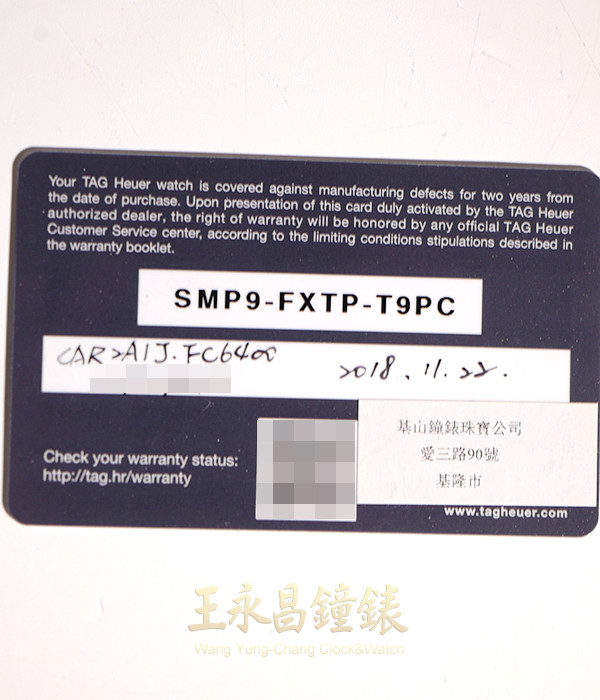 Your TAG Heuer watch is covered against manufacturing defects for two years from
the date of purchase. Upon presentation of this card duly activated by the TAG Heuer
authorized dealer, the right of warranty will be honored by any official TAG Heuer
Customer Service center, according to the limiting conditions stipulations described in
the warranty booklet.
SMP9-FXTP-T9PC
CAR2A1J.FC6400 2018.11.22.
基山鐘錶珠寶公司
愛三路90號
基隆市
Check your warranty status:
http://tag.hr/warranty
www.tagheuer.com
王永昌鐘錶
Wang Yung-Chang Clock&Watch